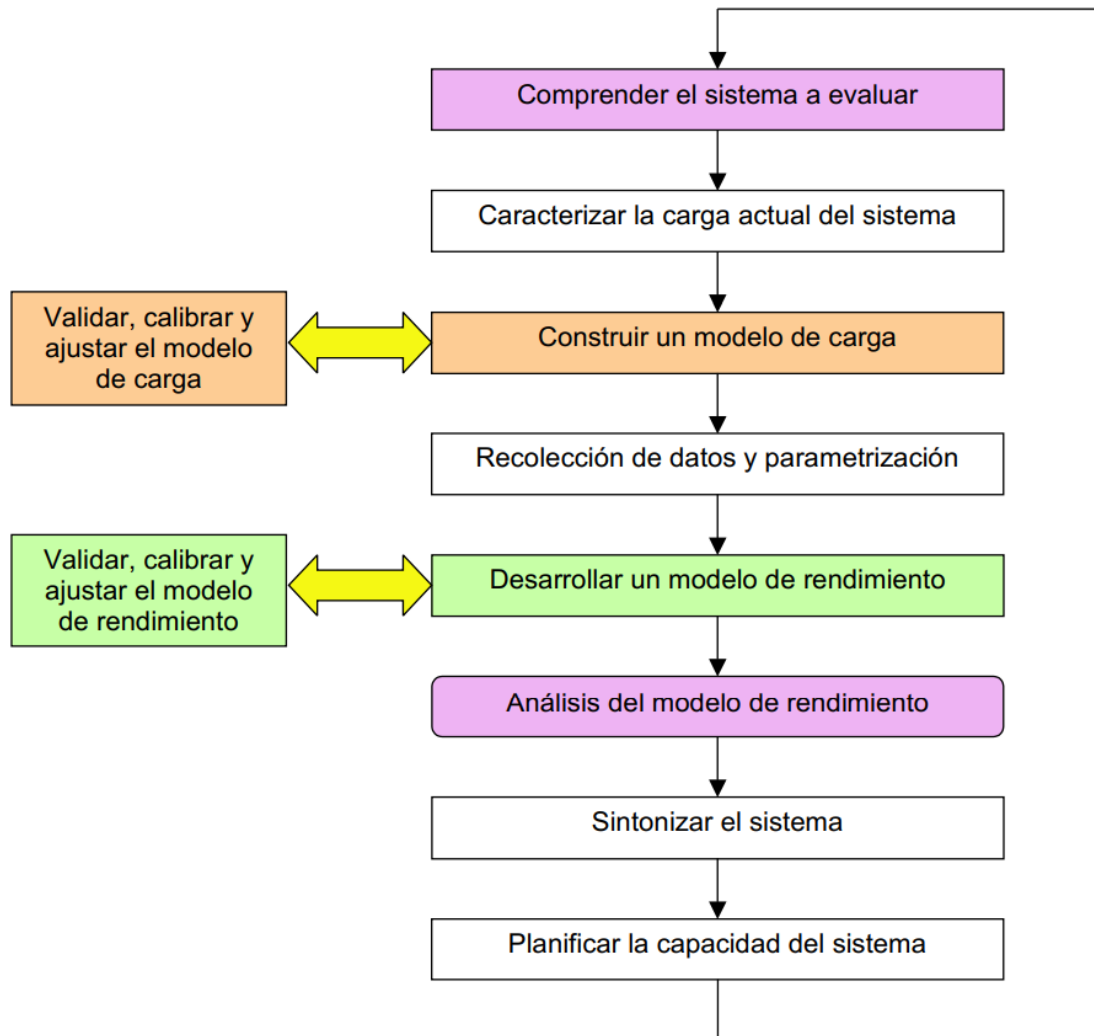 Comprender el sistema a evaluar
Caracterizar la carga actual del sistema
Validar, calibrar y
ajustar el modelo
de carga
Construir un modelo de carga
Recolección de datos y parametrización
Validar, calibrar y
ajustar el modelo
de rendimiento
Desarrollar un modelo de rendimiento
Análisis del modelo de rendimiento
Sintonizar el sistema
Planificar la capacidad del sistema